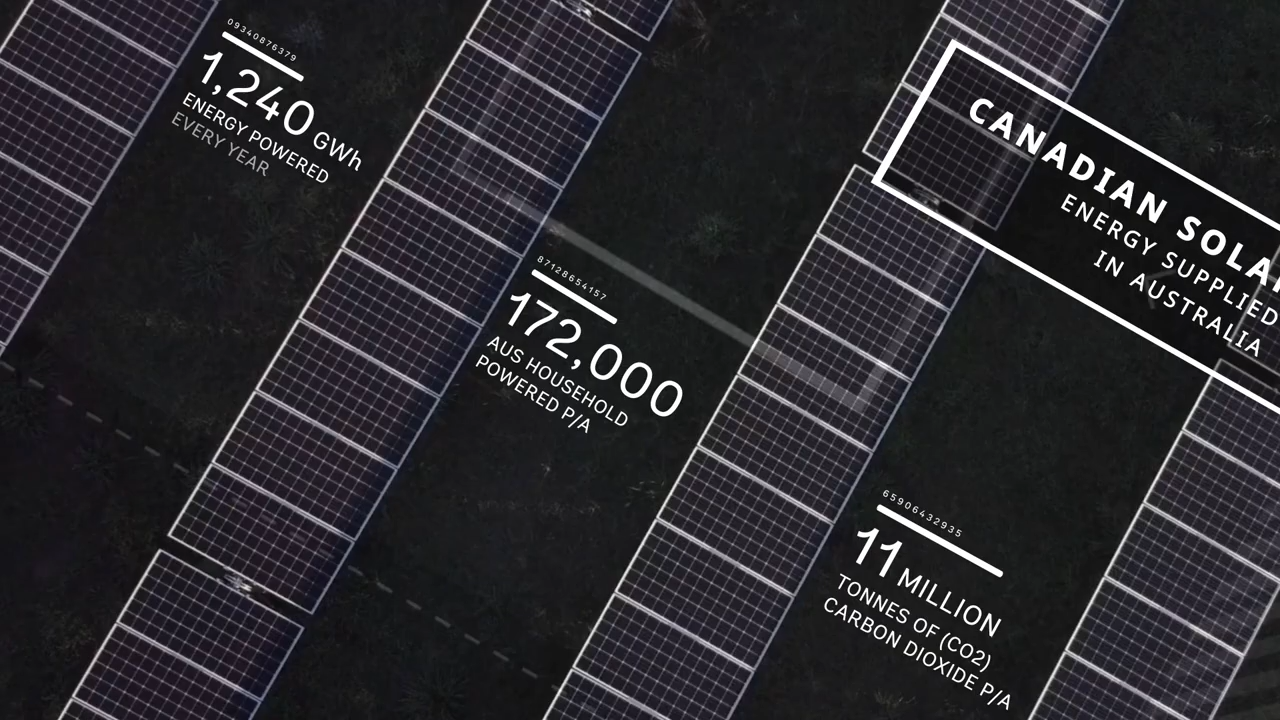 09340876379
1,240 GWh
ENERGY POWERED
EVERY YEAR
87128654157
172,000
AUS HOUSEHOLD
POWERED P/A
CANADIAN SOLAR
ENERGY SUPPLIED
IN AUSTRALIA
65906432935
11 MILLION
TONNES OF (CO2)
CARBON DIOXIDE P/A